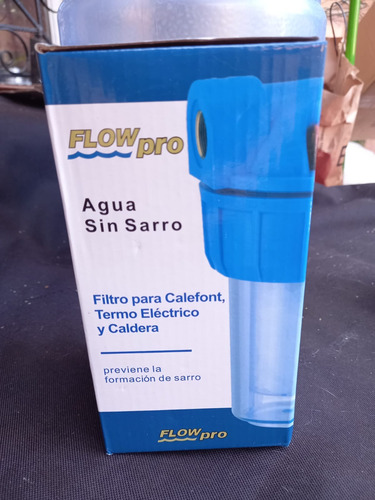 FLOWpro
Agua
Sin Sarro
Filtro para Calefont,
Termo Eléctrico
y Caldera
previene la
formación de sarro
FLOWpro